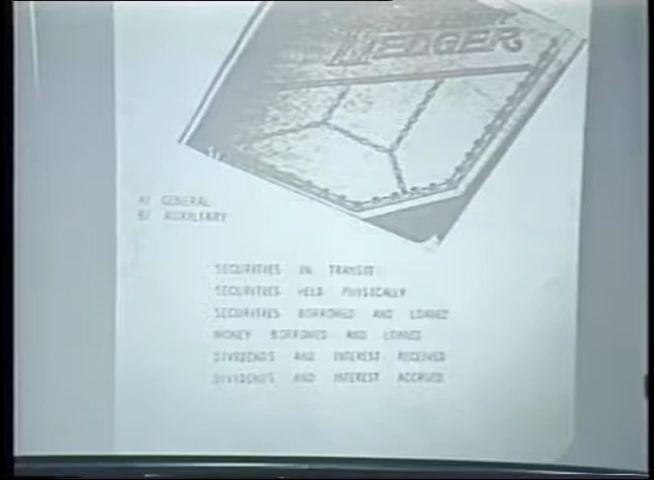 LEDGER
A) GENERAL
B) AUXILIARY
SECURITIES IN TRANSIT
SECURITIES HELD PHYSICALLY
SECURITIES BORROWED AND LOANED
MONEY BORROWED AND LOANED
DIVIDENDS AND INTEREST RECEIVED
DIVIDENDS AND INTEREST ACCRUED